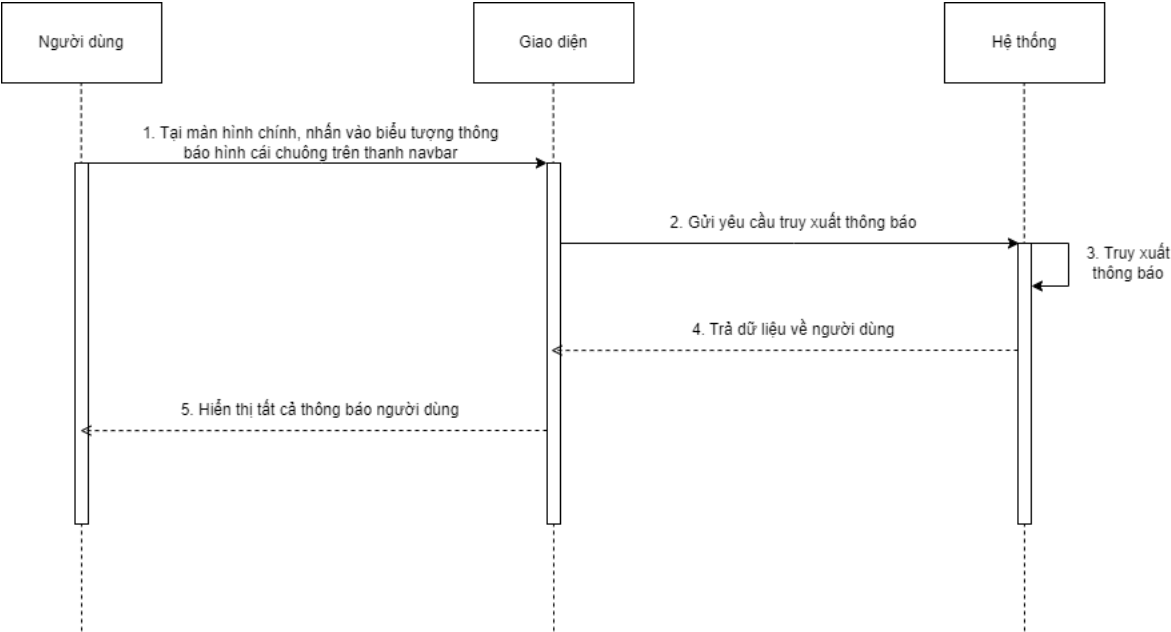 Người dùng
Giao diện
Hệ thống
1. Tại màn hình chính, nhấn vào biểu tượng thông
báo hình cái chuông trên thanh navbar
2. Gửi yêu cầu truy xuất thông báo
3. Truy xuất
thông báo
4. Trả dữ liệu về người dùng
5. Hiển thị tất cả thông báo người dùng